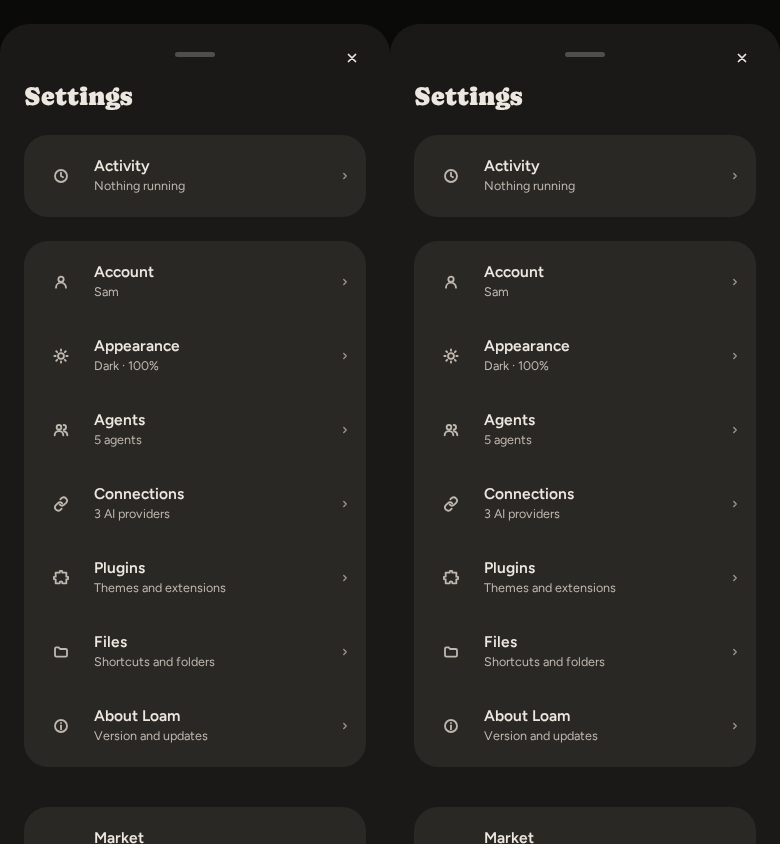 Settings
Activity
Nothing running
Account
Sam
Appearance
Dark · 100%
Agents
5 agents
Connections
3 AI providers
Plugins
Themes and extensions
Files
Shortcuts and folders
About Loam
Version and updates
Market
Settings
Activity
Nothing running
Account
Sam
Appearance
Dark · 100%
Agents
5 agents
Connections
3 AI providers
Plugins
Themes and extensions
Files
Shortcuts and folders
About Loam
Version and updates
Market